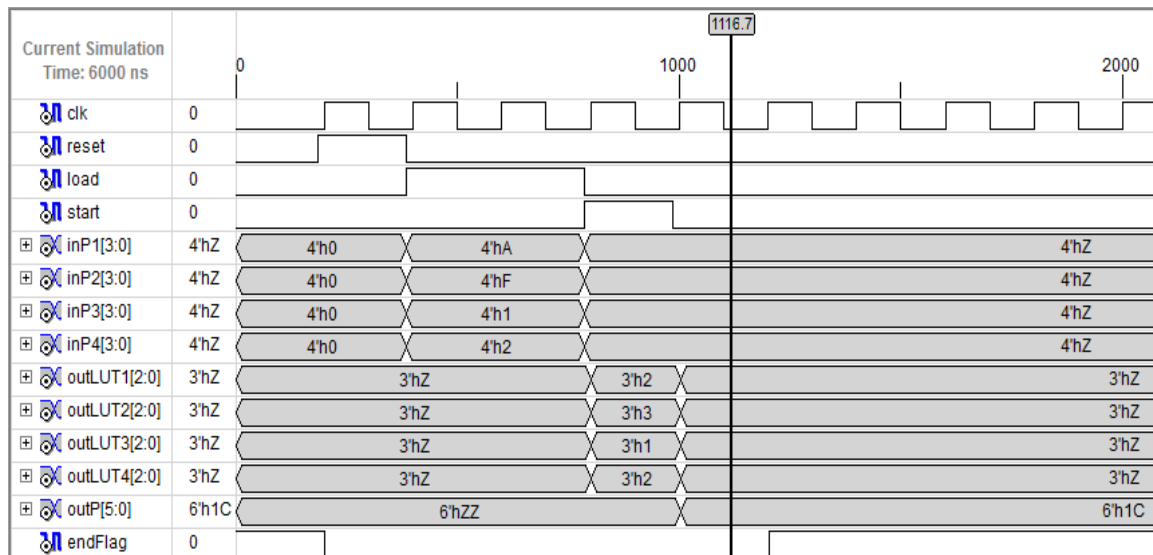 1116.7
Current Simulation
Time: 6000 ns
0 1000 2000
clk 0
reset 0
load 0
start 0
inP1[3:0] 4'hZ 4'h0 4'hA 4'hZ
inP2[3:0] 4'hZ 4'h0 4'hF 4'hZ
inP3[3:0] 4'hZ 4'h0 4'h1 4'hZ
inP4[3:0] 4'hZ 4'h0 4'h2 4'hZ
outLUT1[2:0] 3'hZ 3'hZ 3'h2 3'hZ
outLUT2[2:0] 3'hZ 3'hZ 3'h3 3'hZ
outLUT3[2:0] 3'hZ 3'hZ 3'h1 3'hZ
outLUT4[2:0] 3'hZ 3'hZ 3'h2 3'hZ
outP[5:0] 6'h1C 6'hZZ 6'h1C
endFlag 0